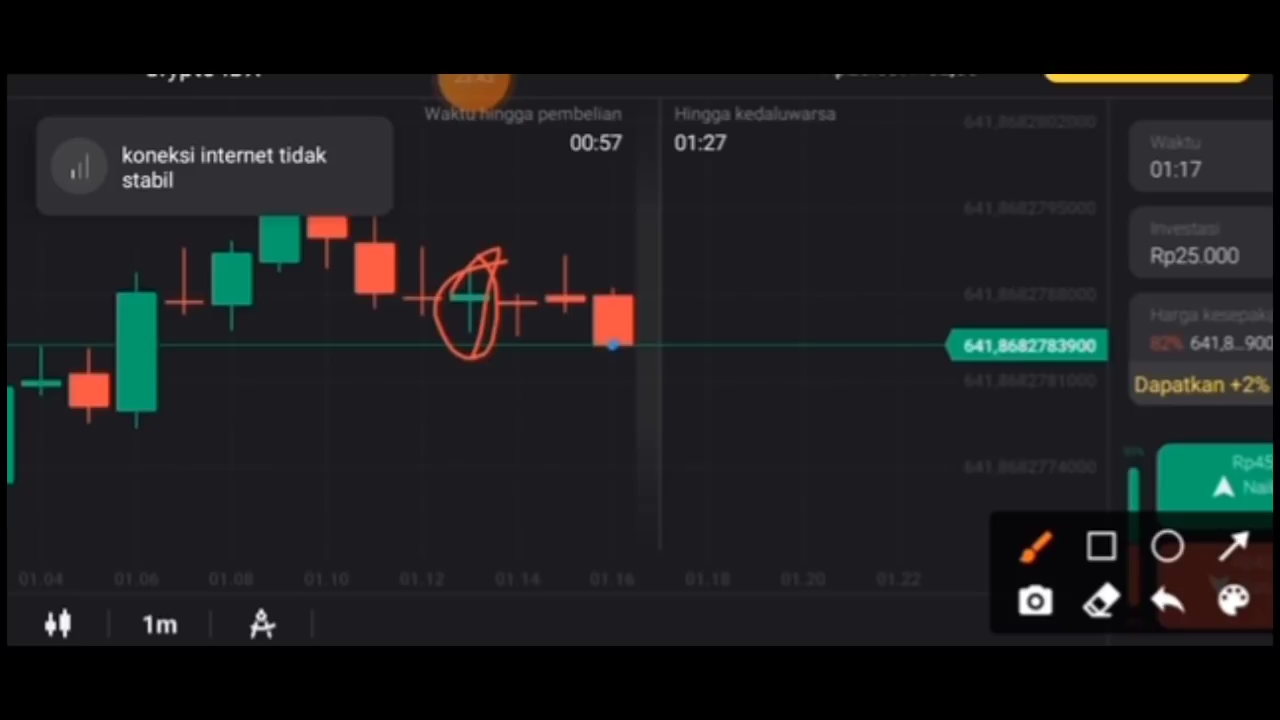 Waktu hingga pembelian
00:57
Hingga kedaluwarsa
01:27
koneksi internet tidak
stabil
641,8682802000
641,8682795000
641,8682788000
641,8682783900
641,8682781000
641,8682774000
Waktu
01:17
Investasi
Rp25.000
Harga kesepaka
82% 641,8...900
Dapatkan +2%
Rp45
Nail
01.04
01.06
01.08
01.10
01.12
01.14
01.16
01.18
01.20
01.22
1m